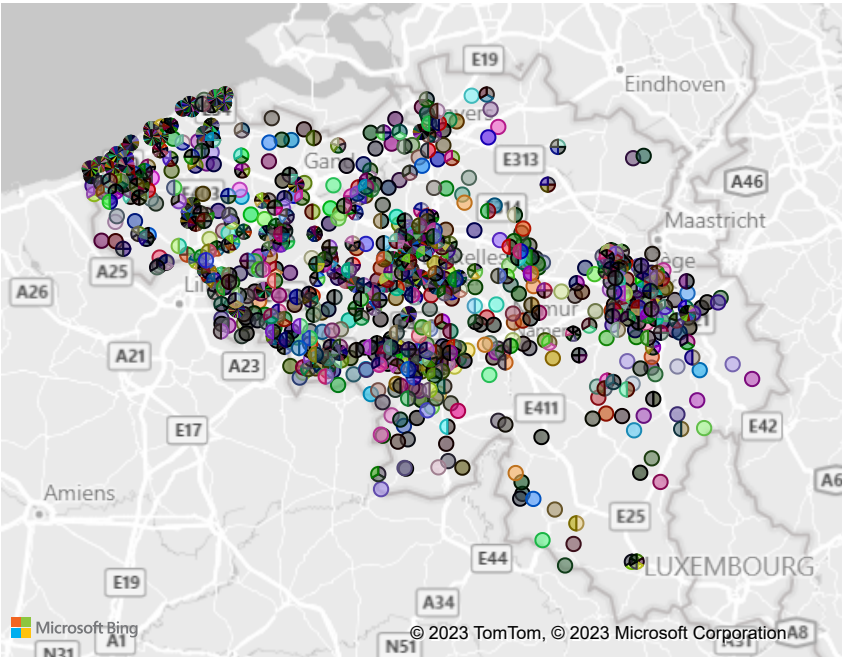 E19
Eindhoven
E313
A46
Gand
Maastricht
A25
A26
A21
A23
E411
E17
E42
Amiens
E25
E44
LUXEMBOURG
E19
A34
Microsoft Bing
© 2023 TomTom, © 2023 Microsoft Corporation
A8
A1
N51
N31